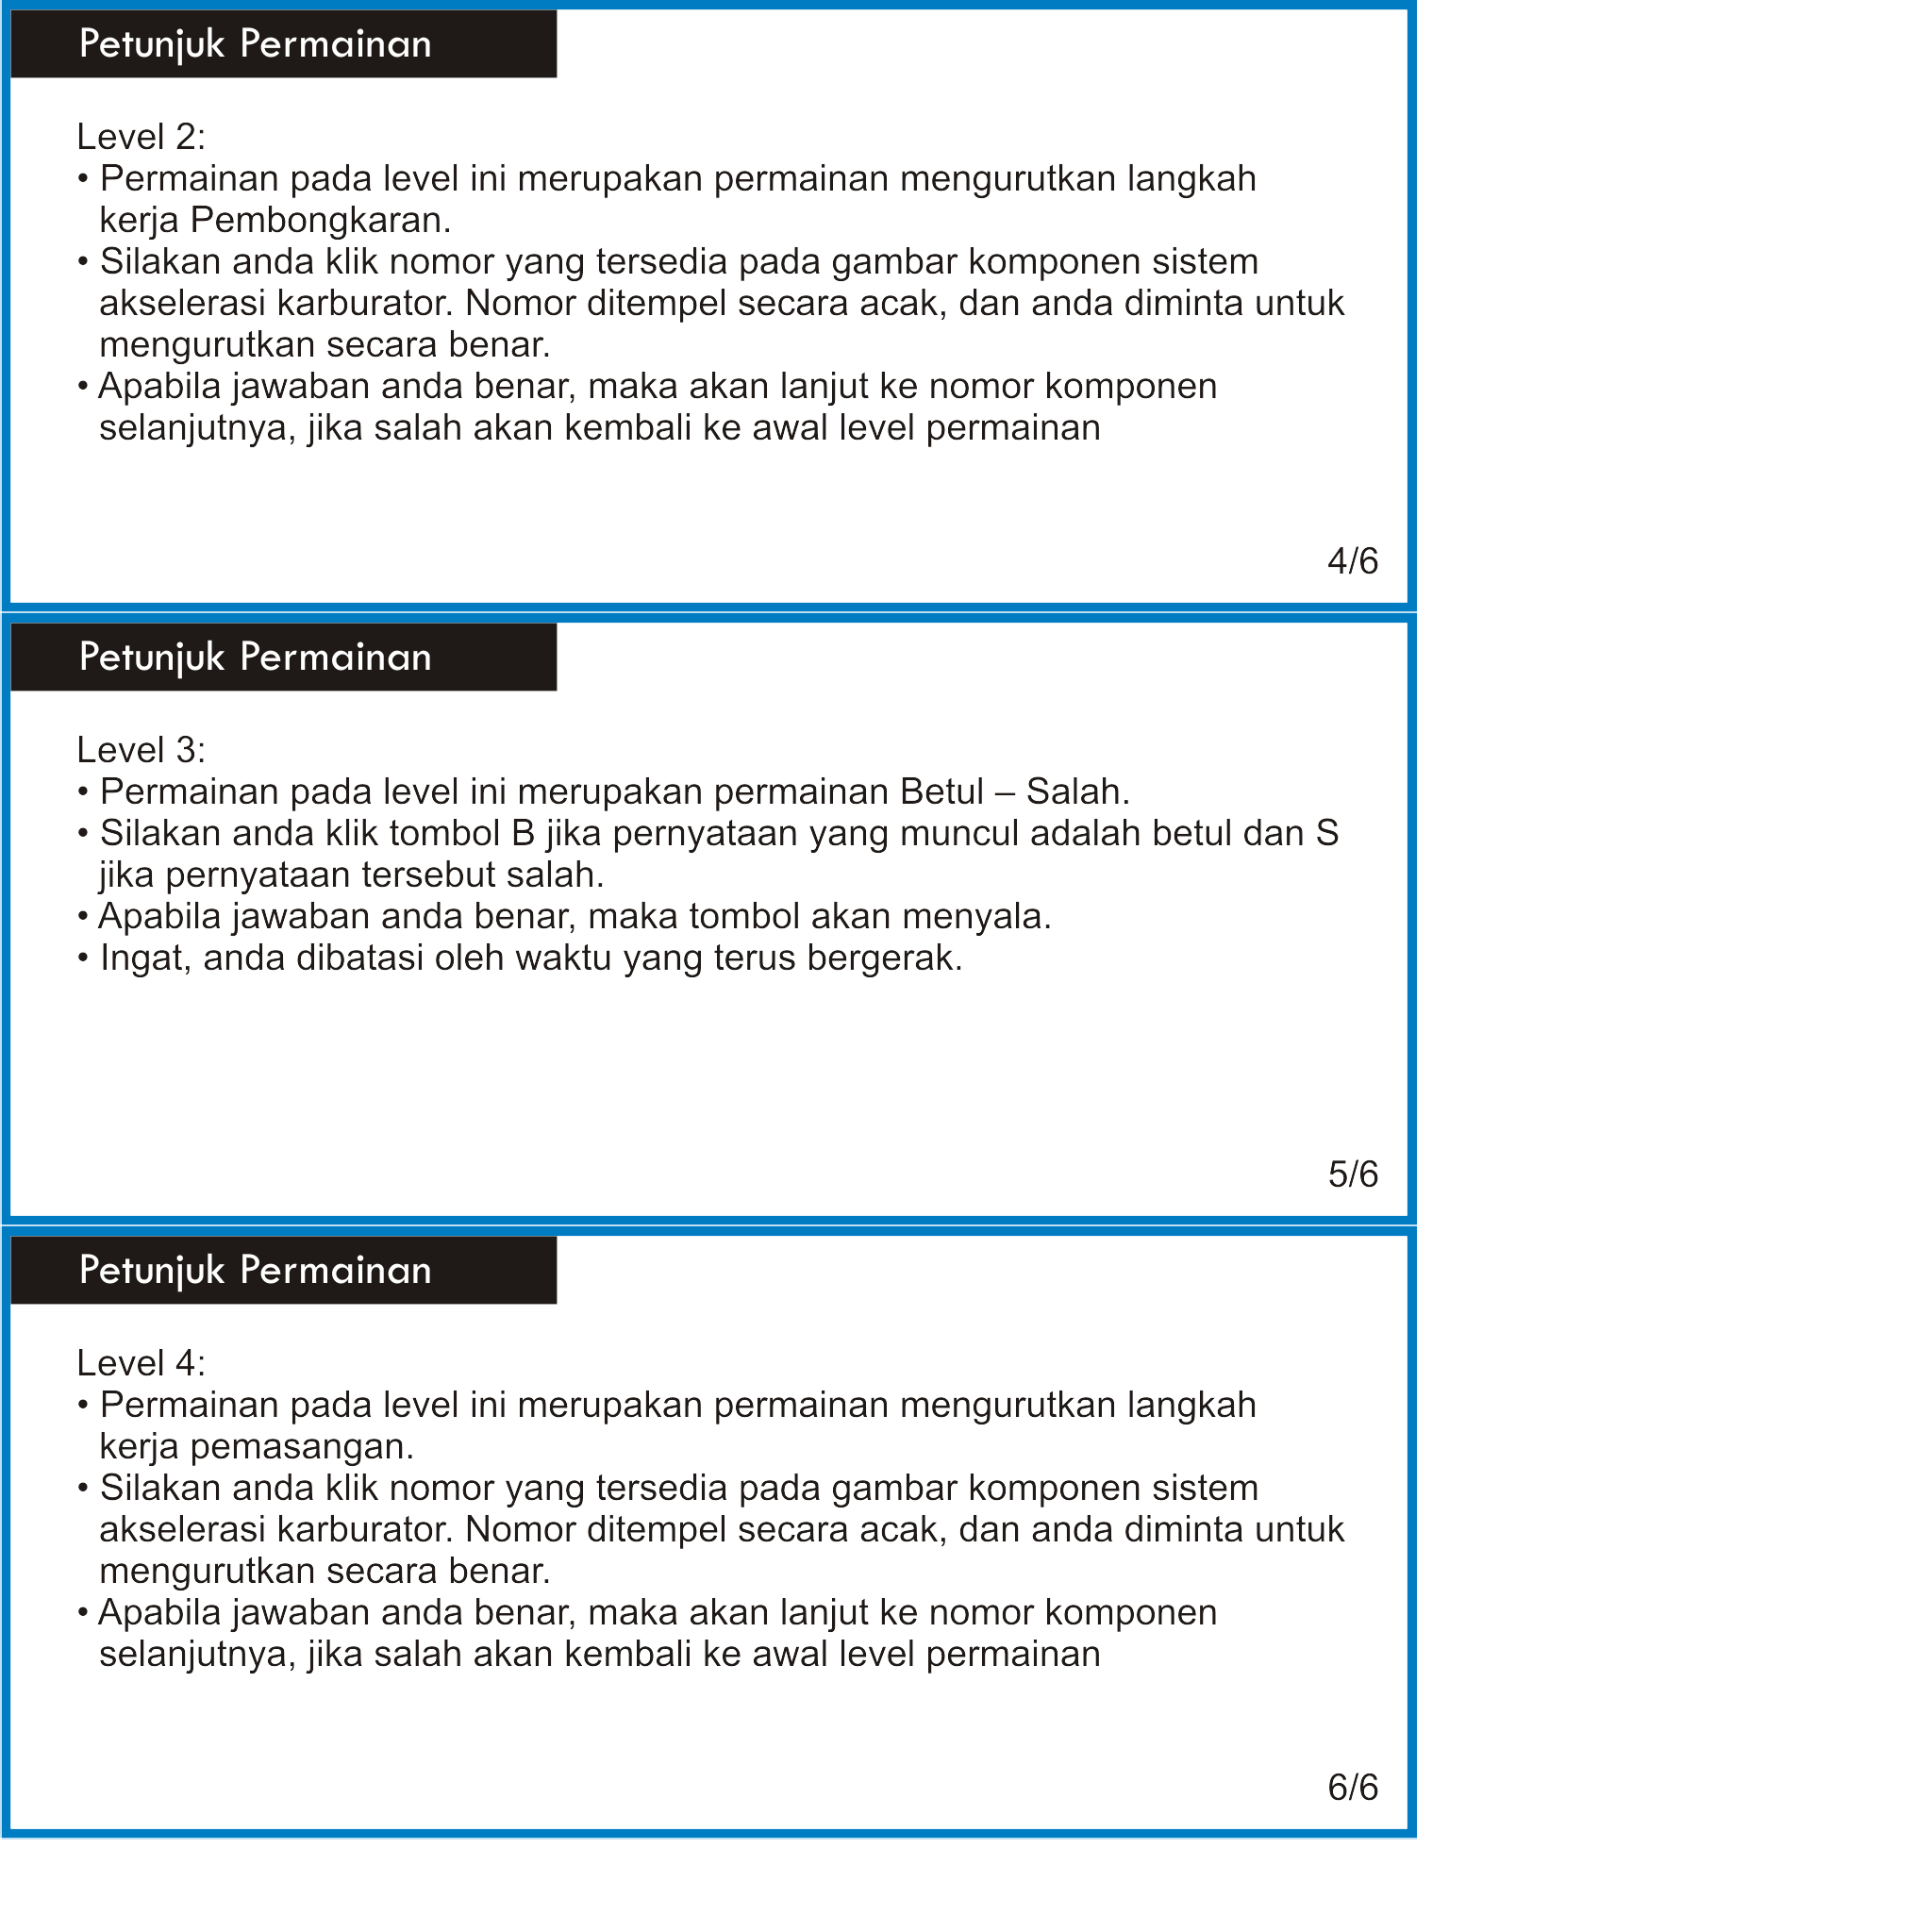 Petunjuk Permainan
Level 2:
• Permainan pada level ini merupakan permainan mengurutkan langkah
kerja Pembongkaran.
• Silakan anda klik nomor yang tersedia pada gambar komponen sistem
akselerasi karburator. Nomor ditempel secara acak, dan anda diminta untuk
mengurutkan secara benar.
• Apabila jawaban anda benar, maka akan lanjut ke nomor komponen
selanjutnya, jika salah akan kembali ke awal level permainan
4/6
Petunjuk Permainan
Level 3:
• Permainan pada level ini merupakan permainan Betul – Salah.
• Silakan anda klik tombol B jika pernyataan yang muncul adalah betul dan S
jika pernyataan tersebut salah.
• Apabila jawaban anda benar, maka tombol akan menyala.
• Ingat, anda dibatasi oleh waktu yang terus bergerak.
5/6
Petunjuk Permainan
Level 4:
• Permainan pada level ini merupakan permainan mengurutkan langkah
kerja pemasangan.
• Silakan anda klik nomor yang tersedia pada gambar komponen sistem
akselerasi karburator. Nomor ditempel secara acak, dan anda diminta untuk
mengurutkan secara benar.
• Apabila jawaban anda benar, maka akan lanjut ke nomor komponen
selanjutnya, jika salah akan kembali ke awal level permainan
6/6